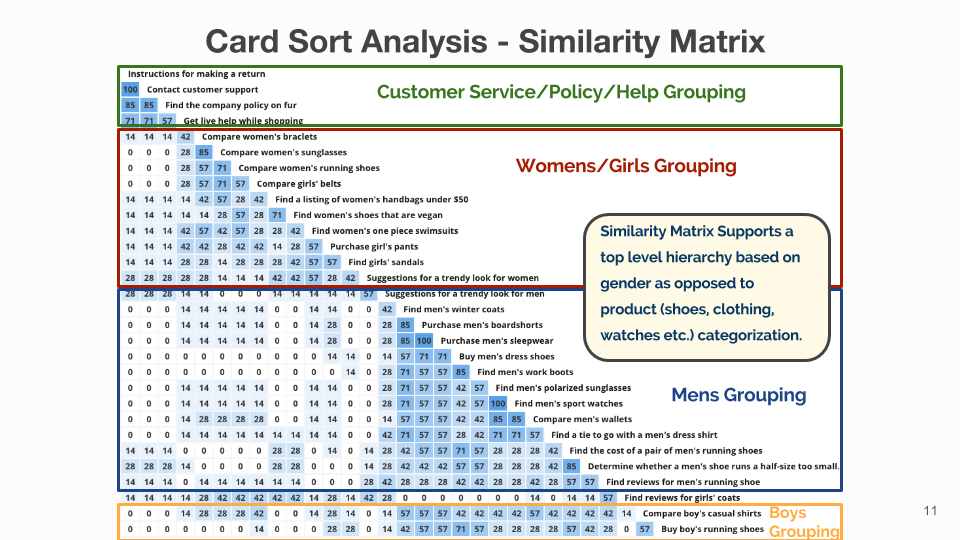 Card Sort Analysis - Similarity Matrix
Instructions for making a return
100 Contact customer support
Customer Service/Policy/Help Grouping
85 85 Find the company policy on fur
71 71 57 Get live help while shopping
14 14 14 42 Compare women's braclets
0 0 0 28 85 Compare women's sunglasses
0 0 0 28 57 71 Compare women's running shoes
Womens/Girls Grouping
0 0 0 28 57 71 57 Compare girls' belts
14 14 14 14 42 57 28 42 Find a listing of women's handbags under $50
14 14 14 14 14 28 57 28 71 Find women's shoes that are vegan
14 14 14 42 57 42 57 28 28 42 Find women's one piece swimsuits
14 14 14 42 42 28 42 42 14 28 57 Purchase girl's pants
14 14 14 28 28 14 28 28 28 42 57 57 Find girls' sandals
28 28 28 28 28 14 14 14 42 42 57 28 42 Suggestions for a trendy look for women
Similarity Matrix Supports a
top level hierarchy based on
gender as opposed to
product (shoes, clothing,
watches etc.) categorization.
28 28 28 14 14 0 0 0 14 14 14 14 14 57 Suggestions for a trendy look for men
0 0 0 14 14 14 14 14 0 0 14 14 0 0 42 Find men's winter coats
0 0 0 14 14 14 14 14 0 0 14 28 0 0 28 85 Purchase men's boardshorts
0 0 0 14 14 14 14 14 0 0 14 28 0 0 28 85 100 Purchase men's sleepwear
0 0 0 0 0 0 0 0 0 0 0 14 14 0 14 57 71 71 Buy men's dress shoes
0 0 0 0 0 0 0 0 0 0 0 0 14 0 28 71 57 57 85 Find men's work boots
0 0 0 14 14 14 14 14 0 0 14 14 0 0 28 71 57 57 42 57 Find men's polarized sunglasses
Mens Grouping
0 0 0 14 14 14 14 14 0 0 14 14 0 0 28 71 57 57 42 57 100 Find men's sport watches
0 0 0 14 28 28 28 28 0 0 14 14 0 0 14 57 57 57 42 42 85 85 Compare men's wallets
0 0 0 14 14 14 14 14 14 14 14 14 0 0 42 71 57 57 28 42 71 71 57 Find a tie to go with a men's dress shirt
14 14 14 0 0 0 0 0 28 28 0 14 0 14 28 42 57 57 71 57 28 28 28 42 Find the cost of a pair of men's running shoes
28 28 28 14 0 0 0 0 28 28 0 0 0 14 28 42 42 42 57 57 28 28 28 42 85 Determine whether a men's shoe runs a half-size too small.
14 14 14 14 0 14 0 14 14 14 0 0 0 28 42 28 42 42 42 42 28 28 28 28 57 57 Find reviews for men's running shoe
14 14 14 14 28 42 42 42 42 42 14 28 14 42 28 0 0 0 0 0 0 0 14 0 14 14 57 Find reviews for girls' coats
0 0 0 14 28 28 28 42 0 0 14 28 14 0 14 57 57 57 42 42 42 42 42 57 42 42 42 14 Compare boy's casual shirts
0 0 0 0 0 0 0 14 0 0 0 28 28 0 14 42 57 57 71 57 28 28 28 28 57 42 28 0 57 Buy boy's running shoes
Boys
Grouping
11